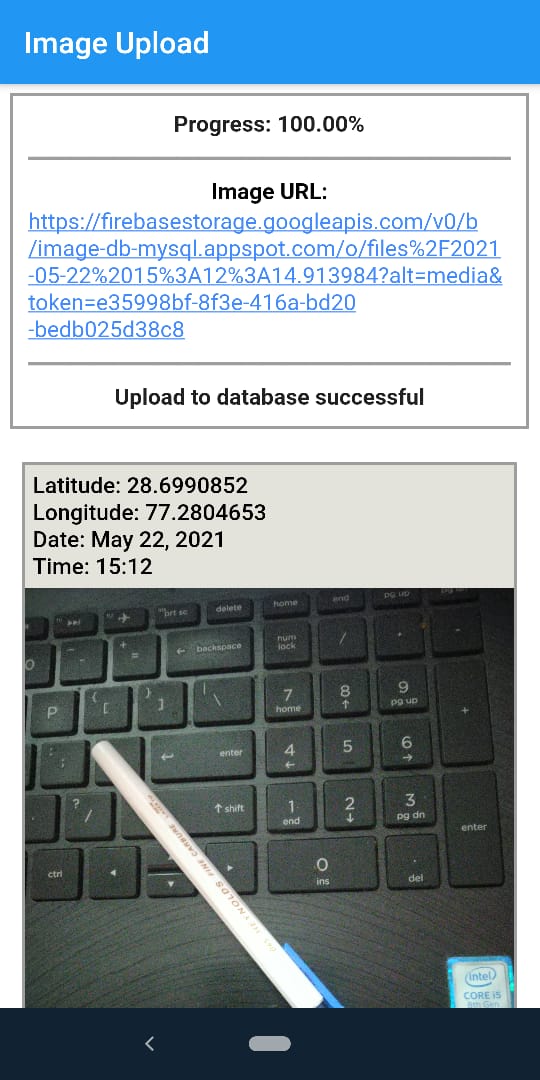 Image Upload
Progress: 100.00%
Image URL:
https://firebasestorage.googleapis.com/v0/b
/image-db-mysql.appspot.com/o/files%2F2021
-05-22%2015%3A12%3A14.913984?alt=media&
token=e35998bf-8f3e-416a-bd20
-bedb025d38c8
Upload to database successful
Latitude: 28.6990852
Longitude: 77.2804653
Date: May 22, 2021
Time: 15:12
prt sc delete home end pg up
+ = ← backspace num lock / * -
P { [ } ] | \ 7 home 8 ↑ 9 pg up +
: ; ← enter 4 ← 5 6 →
? / ↑ shift 1 end 2 ↓ 3 pg dn enter
ctrl ◀ ▼ ▶ 0 ins . del
REYNOLDS FINE CARBURE
intel
CORE i5
8th Gen